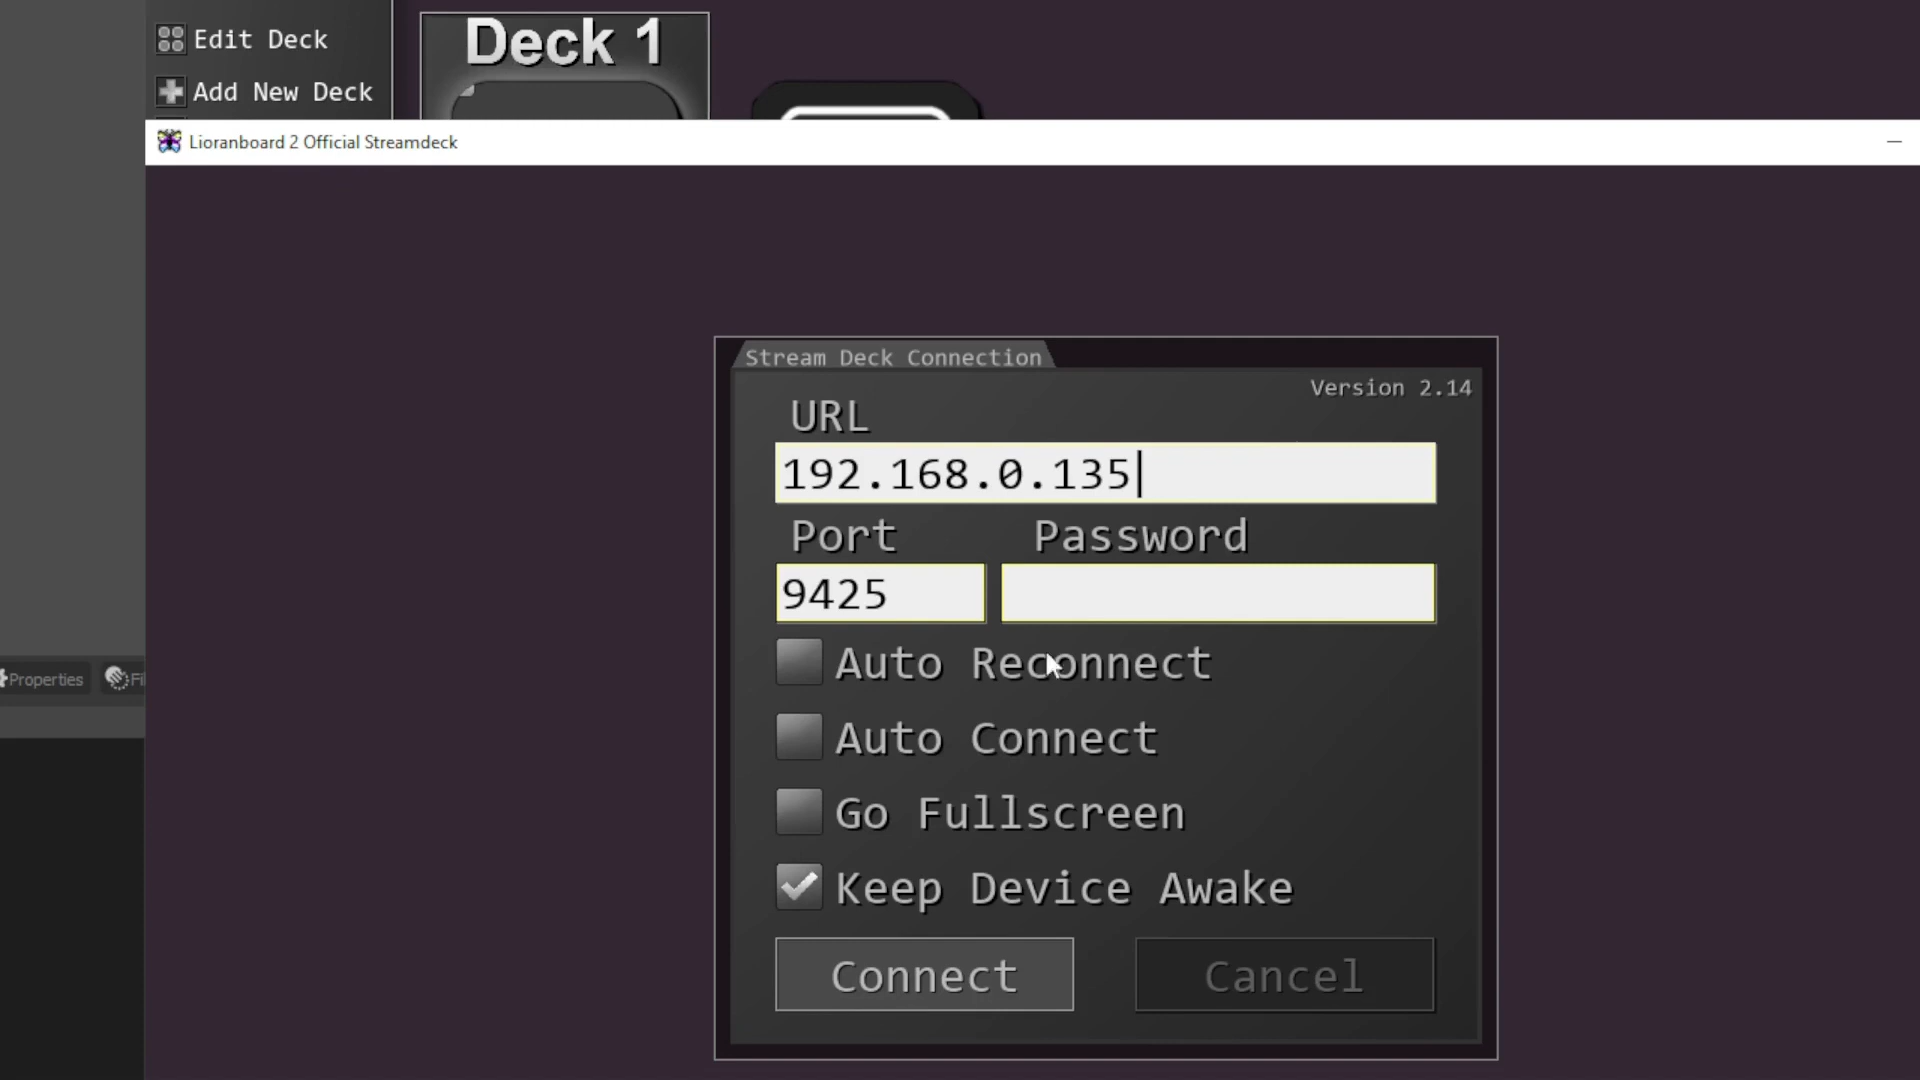 Edit Deck
Deck 1
Add New Deck
Lioranboard 2 Official Streamdeck
Stream Deck Connection
Version 2.14
URL
192.168.0.135
Port Password
9425
Auto Reconnect
Properties
Auto Connect
Go Fullscreen
Keep Device Awake
Connect Cancel